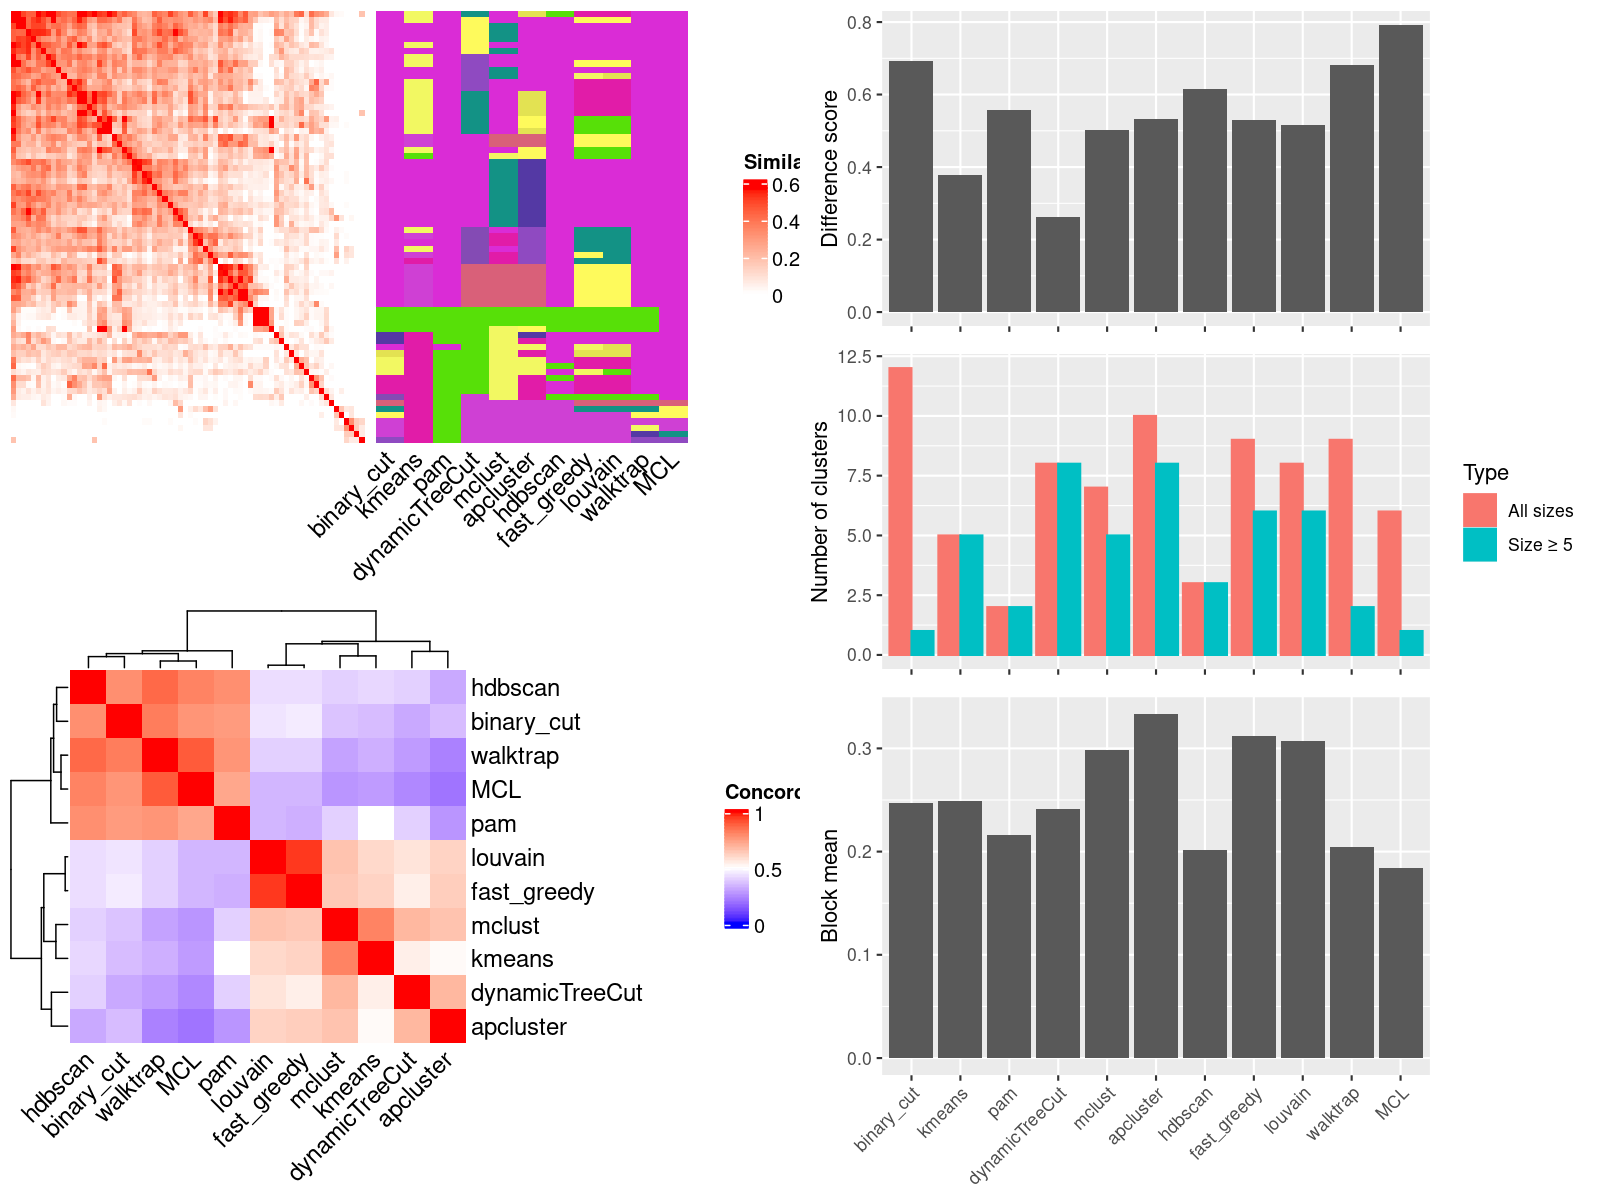 Simila
0.6
0.4
0.2
0
binary_cut
kmeans
pam
dynamicTreeCut
mclust
apcluster
hdbscan
fast_greedy
louvain
walktrap
MCL
Difference score
0.8
0.6
0.4
0.2
0.0
Number of clusters
12.5
10.0
7.5
5.0
2.5
0.0
Type
All sizes
Size ≥ 5
hdbscan
binary_cut
walktrap
MCL
pam
louvain
fast_greedy
mclust
kmeans
dynamicTreeCut
apcluster
hdbscan
binary_cut
walktrap
MCL
pam
louvain
fast_greedy
mclust
kmeans
dynamicTreeCut
apcluster
Concor
1
0.5
0
Block mean
0.3
0.2
0.1
0.0
binary_cut
kmeans
pam
dynamicTreeCut
mclust
apcluster
hdbscan
fast_greedy
louvain
walktrap
MCL